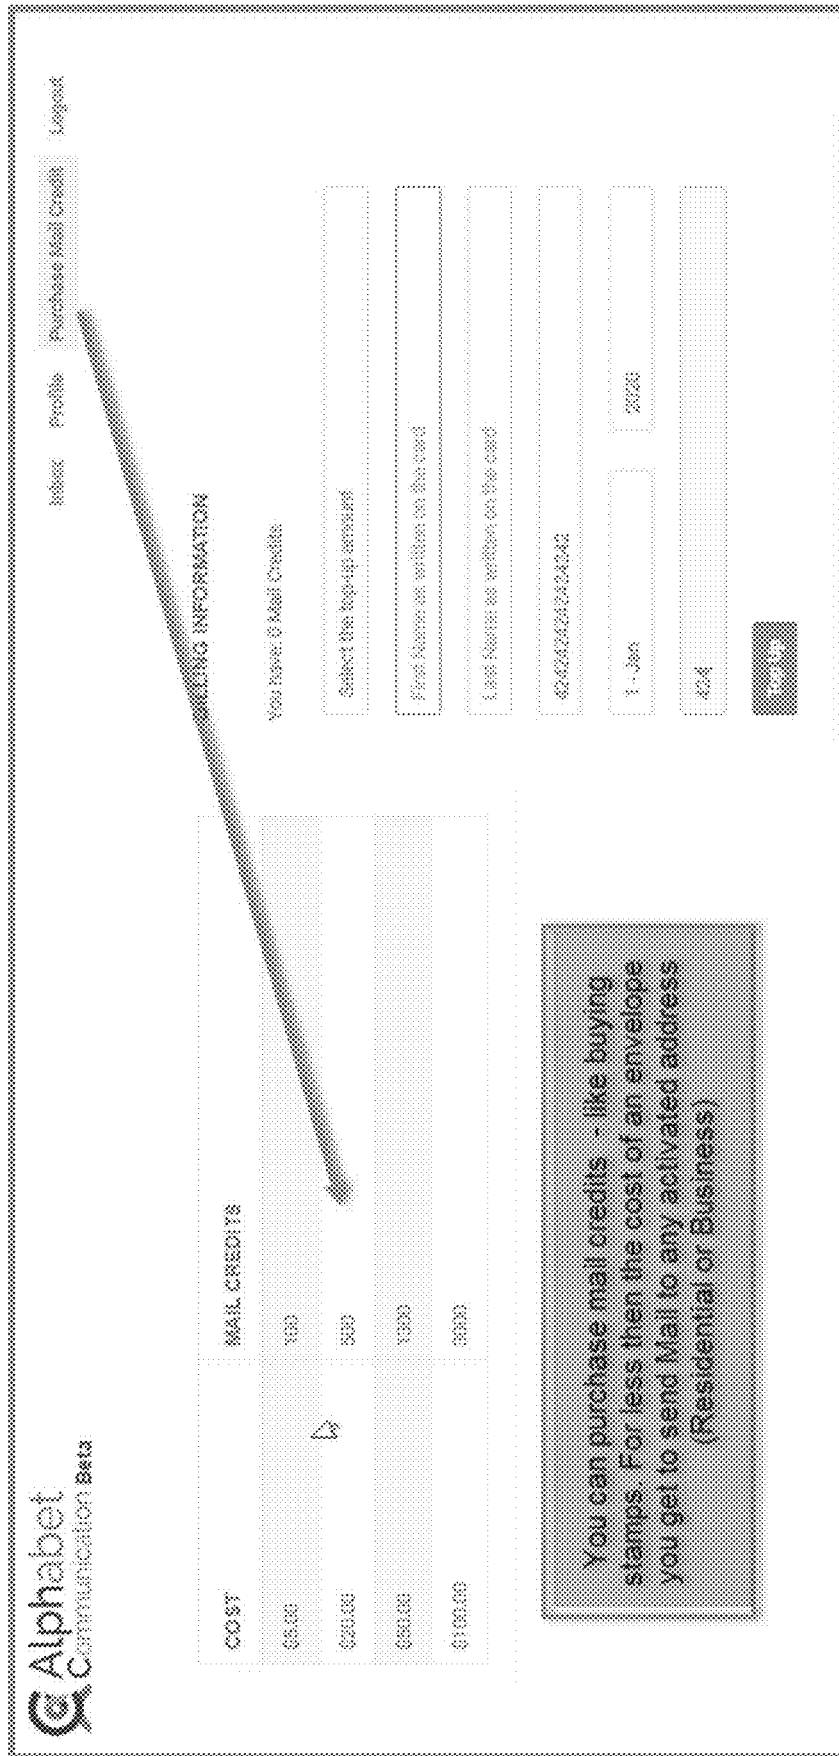 Alphabet
Communication Beta
Inbox Profile Purchase Mail Credit Logout
COST MAIL CREDITS
$5.00 100
$20.00 500
$50.00 1000
$100.00 3000
You can purchase mail credits - like buying
stamps. For less then the cost of an envelope
you get to send Mail to any activated address
(Residential or Business)
BILLING INFORMATION
You have: 0 Mail Credits
Select the top-up amount
First Name as written on the card
Last Name as written on the card
4242424242424242
1 - Jan 2020
424